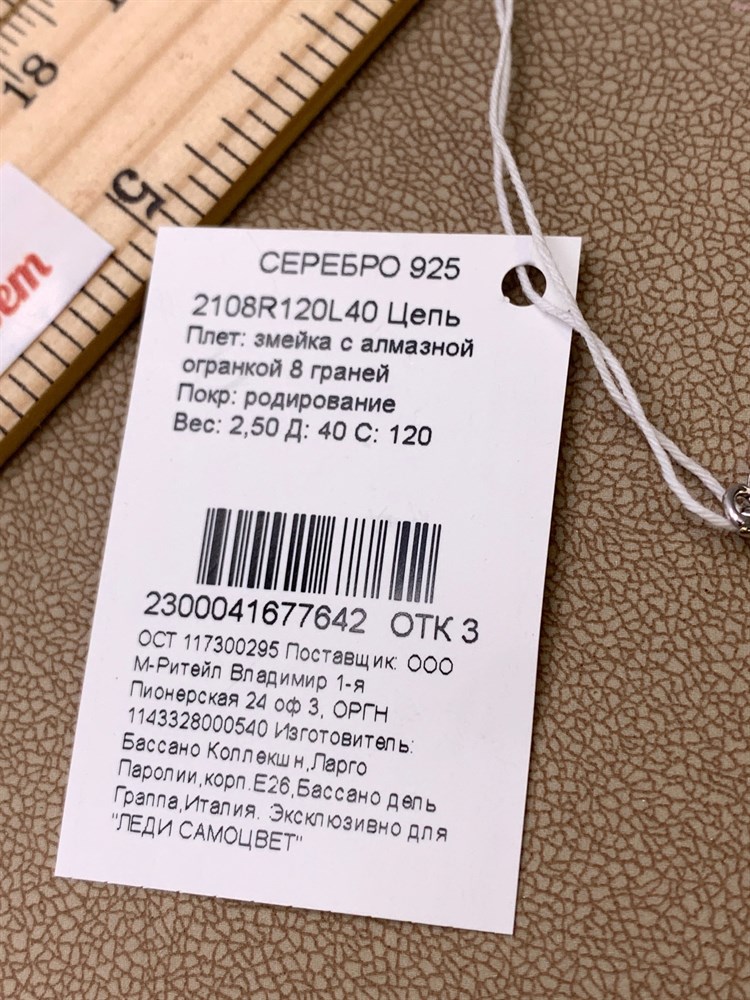 18
5
ет
СЕРЕБРО 925
2108R120L40 Цепь
Плет: змейка с алмазной
огранкой 8 граней
Покр: родирование
Вес: 2,50 Д: 40 С: 120
2300041677642 ОТК 3
ОСТ 117300295 Поставщик: ООО
М-Ритейл Владимир 1-я
Пионерская 24 оф 3, ОРГН
1143328000540 Изготовитель:
Бассано Коллекшн,Ларго
Паролии,корп.Е26,Бассано дель
Граппа,Италия. Эксклюзивно для
"ЛЕДИ САМОЦВЕТ"